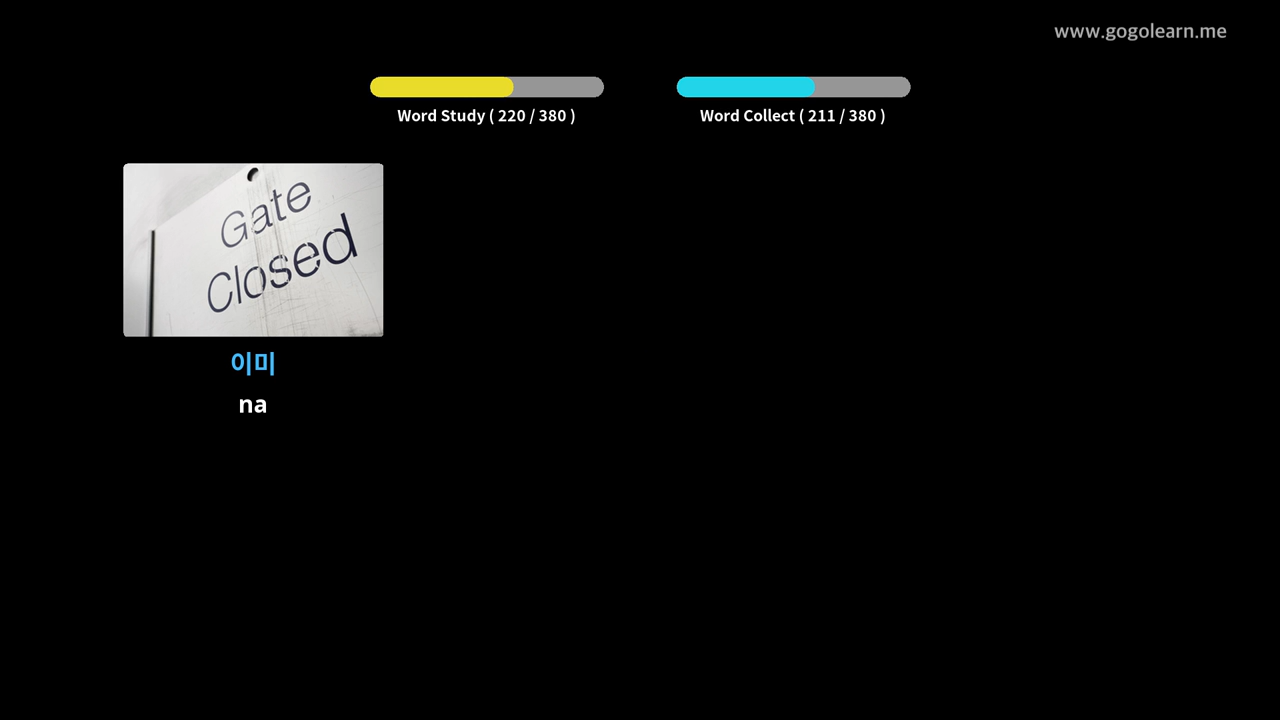 www.gogolearn.me
Word Study ( 220 / 380 )
Word Collect ( 211 / 380 )
Gate
Closed
이미
na